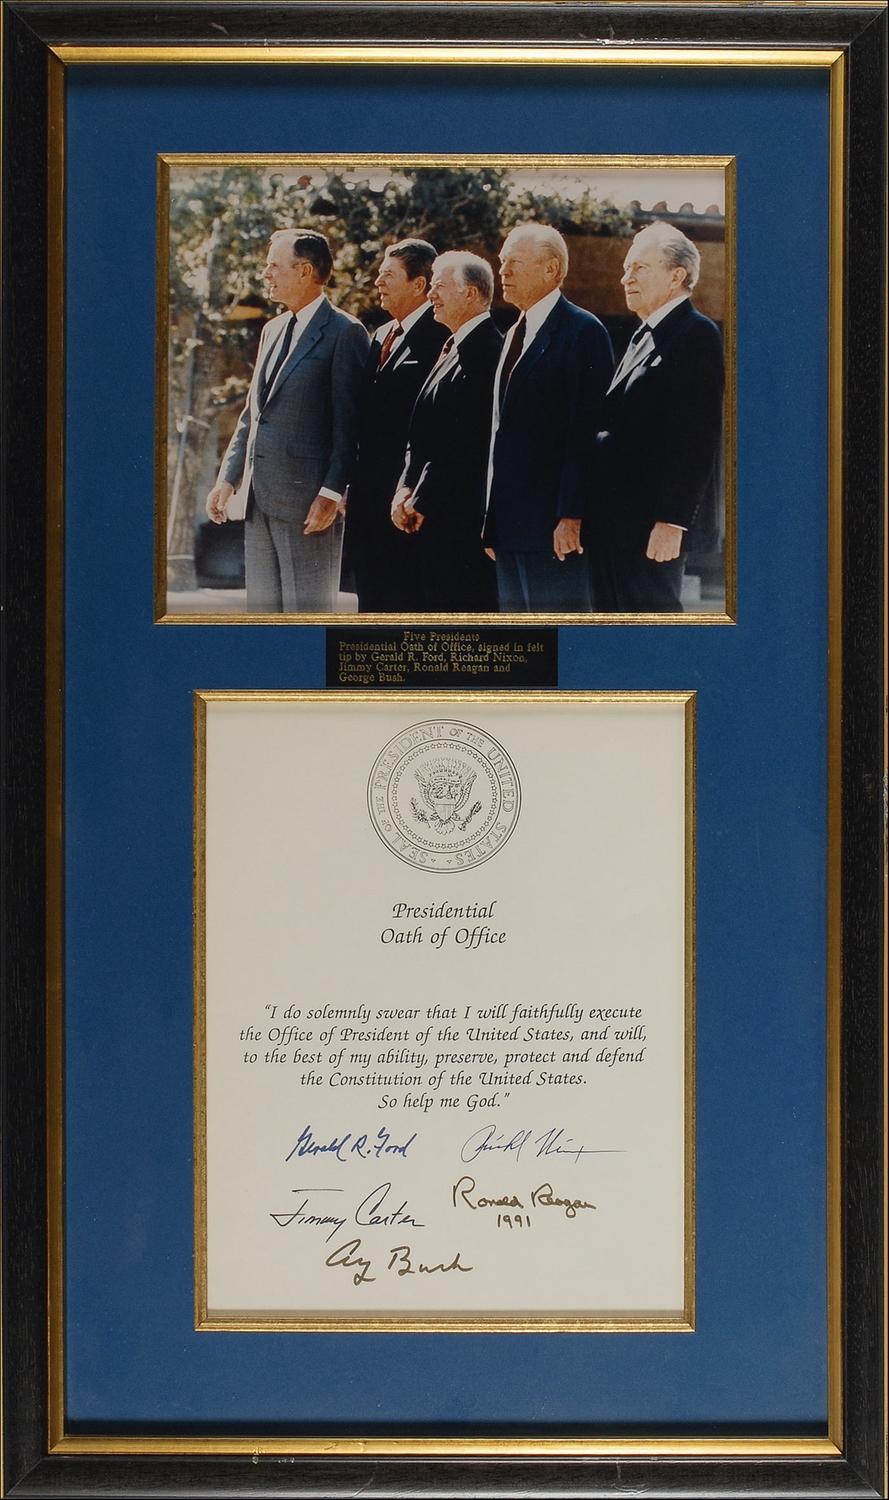 Five Presidents
Presidential Oath of Office, signed in felt
tip by Gerald R. Ford, Richard Nixon,
Jimmy Carter, Ronald Reagan and
George Bush.
SEAL OF THE PRESIDENT OF THE UNITED STATES
Presidential
Oath of Office
"I do solemnly swear that I will faithfully execute
the Office of President of the United States, and will,
to the best of my ability, preserve, protect and defend
the Constitution of the United States.
So help me God."
Gerald R. Ford Richard Nixon
Jimmy Carter Ronald Reagan
1991
G Bush